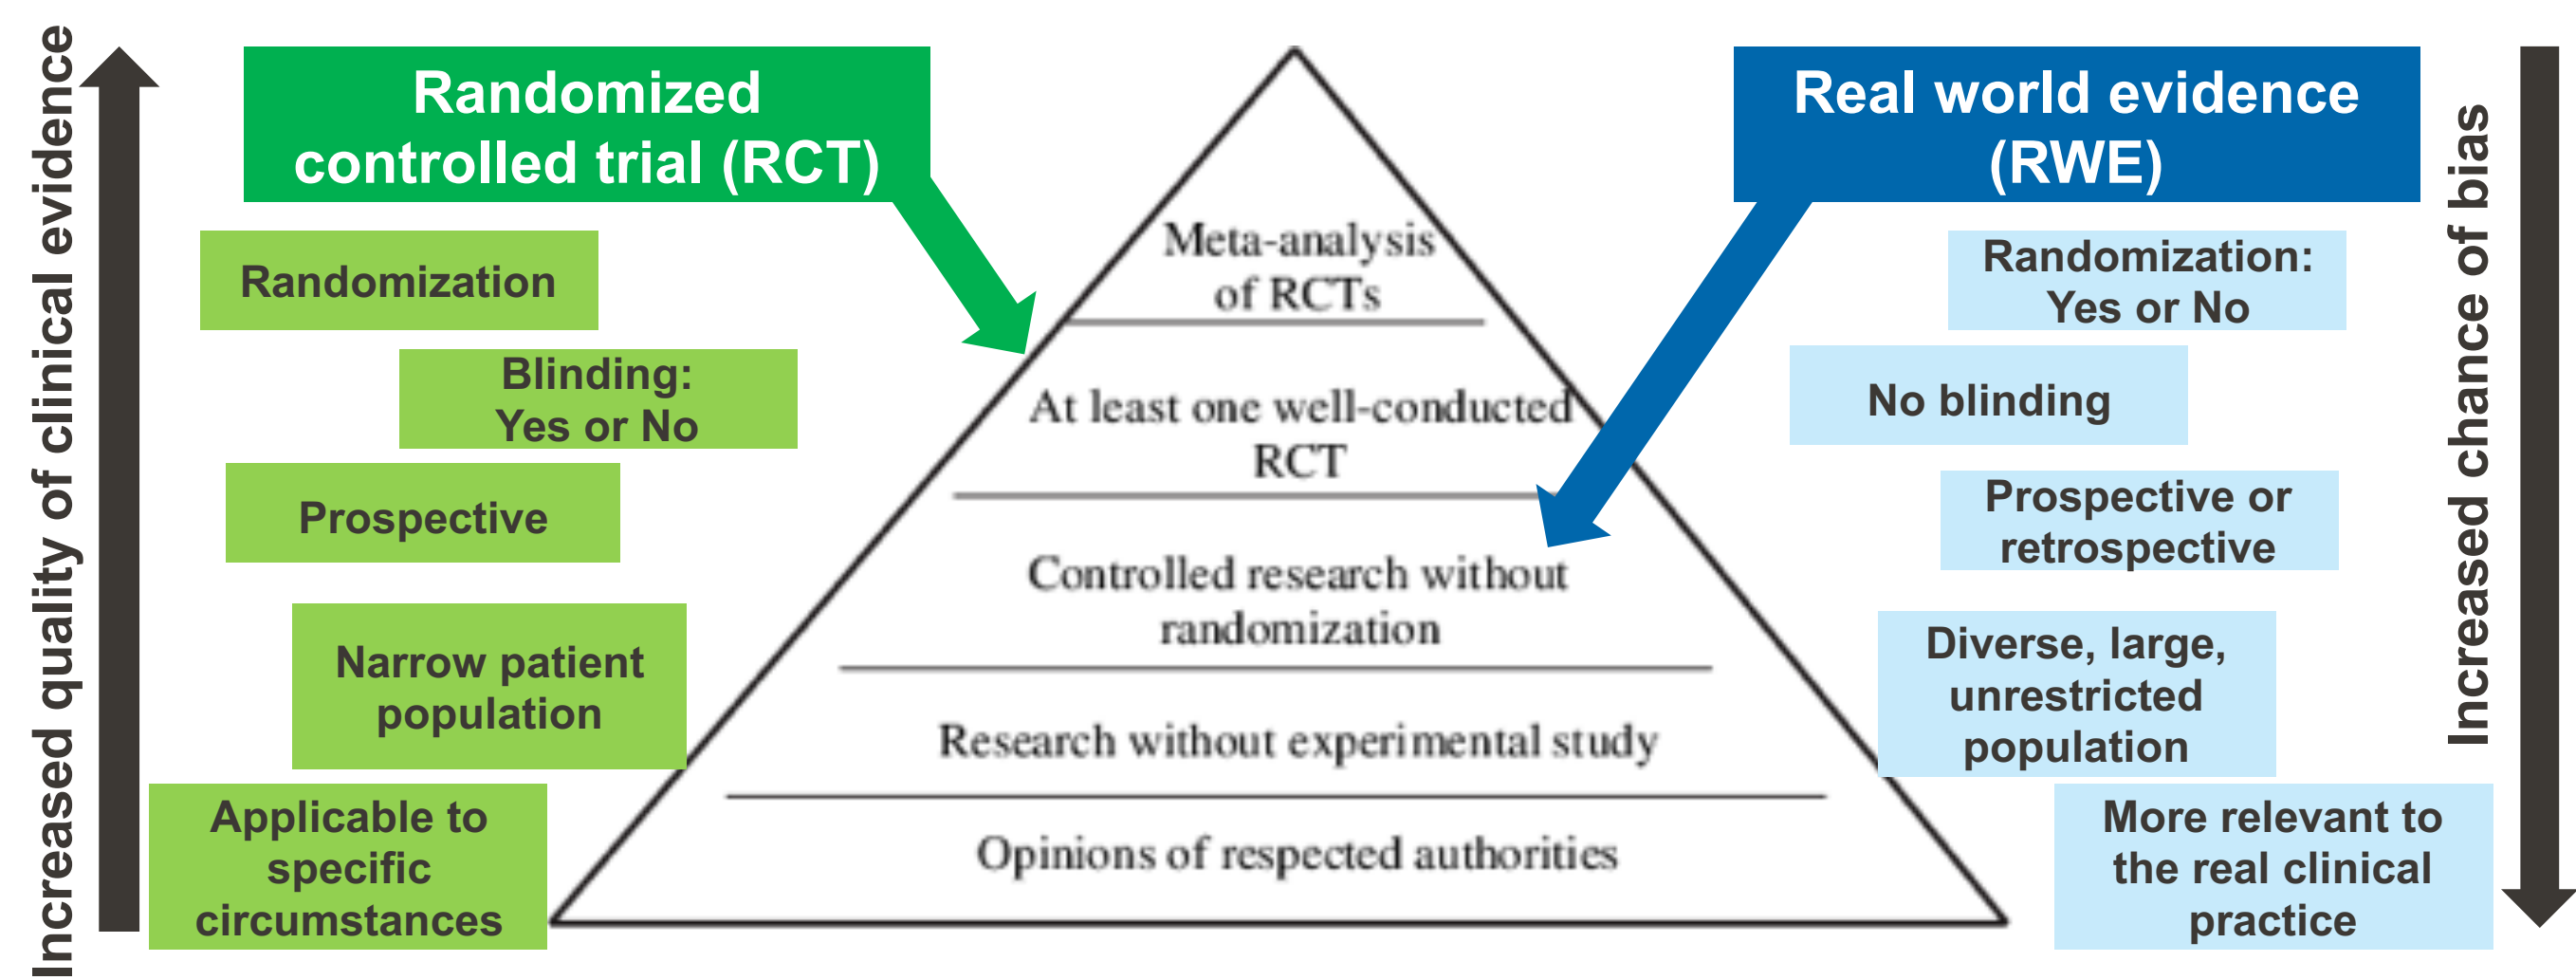 Increased quality of clinical evidence
Randomized
controlled trial (RCT)
Randomization
Blinding:
Yes or No
Prospective
Narrow patient
population
Applicable to
specific
circumstances
Meta-analysis
of RCTs
At least one well-conducted
RCT
Controlled research without
randomization
Research without experimental study
Opinions of respected authorities
Real world evidence
(RWE)
Randomization:
Yes or No
No blinding
Prospective or
retrospective
Diverse, large,
unrestricted
population
More relevant to
the real clinical
practice
Increased chance of bias